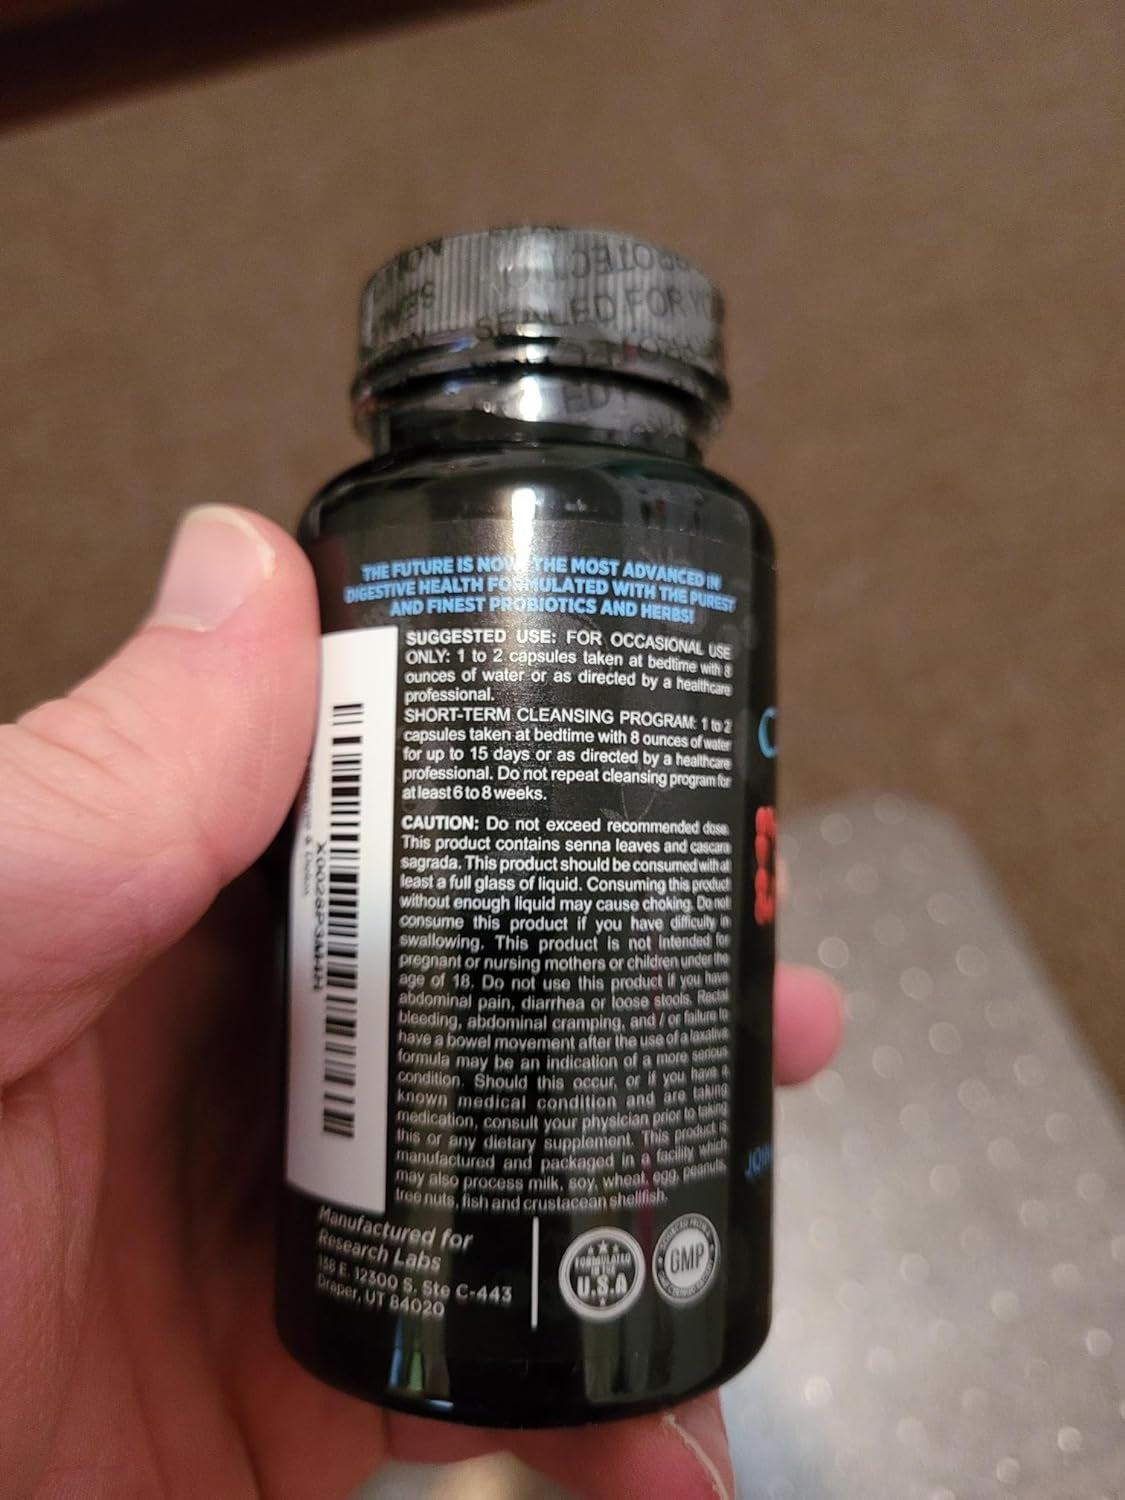 SEALED FOR YO
THE FUTURE IS NOW THE MOST ADVANCED IN
DIGESTIVE HEALTH FORMULATED WITH THE PUREST
AND FINEST PROBIOTICS AND HERBS!
SUGGESTED USE: FOR OCCASIONAL USE
ONLY: 1 to 2 capsules taken at bedtime with 8
ounces of water or as directed by a healthcare
professional.
SHORT-TERM CLEANSING PROGRAM: 1 to 2
capsules taken at bedtime with 8 ounces of water
for up to 15 days or as directed by a healthcare
professional. Do not repeat cleansing program for
at least 6 to 8 weeks.
CAUTION: Do not exceed recommended dose.
This product contains senna leaves and cascara
sagrada. This product should be consumed with at
least a full glass of liquid. Consuming this product
without enough liquid may cause choking. Do not
consume this product if you have difficulty in
swallowing. This product is not intended for
pregnant or nursing mothers or children under the
age of 18. Do not use this product if you have
abdominal pain, diarrhea or loose stools. Rectal
bleeding, abdominal cramping, and / or failure to
have a bowel movement after the use of a laxative
formula may be an indication of a more serious
condition. Should this occur, or if you have a
known medical condition and are taking
medication, consult your physician prior to taking
this or any dietary supplement. This product is
manufactured and packaged in a facility which
may also process milk, soy, wheat, egg, peanuts,
tree nuts, fish and crustacean shellfish.
X0028P3MHH
Manufactured for
Research Labs
138 E. 12300 S. Ste C-443
Draper, UT 84020
FORMULATED
IN THE
U.S.A
GMP